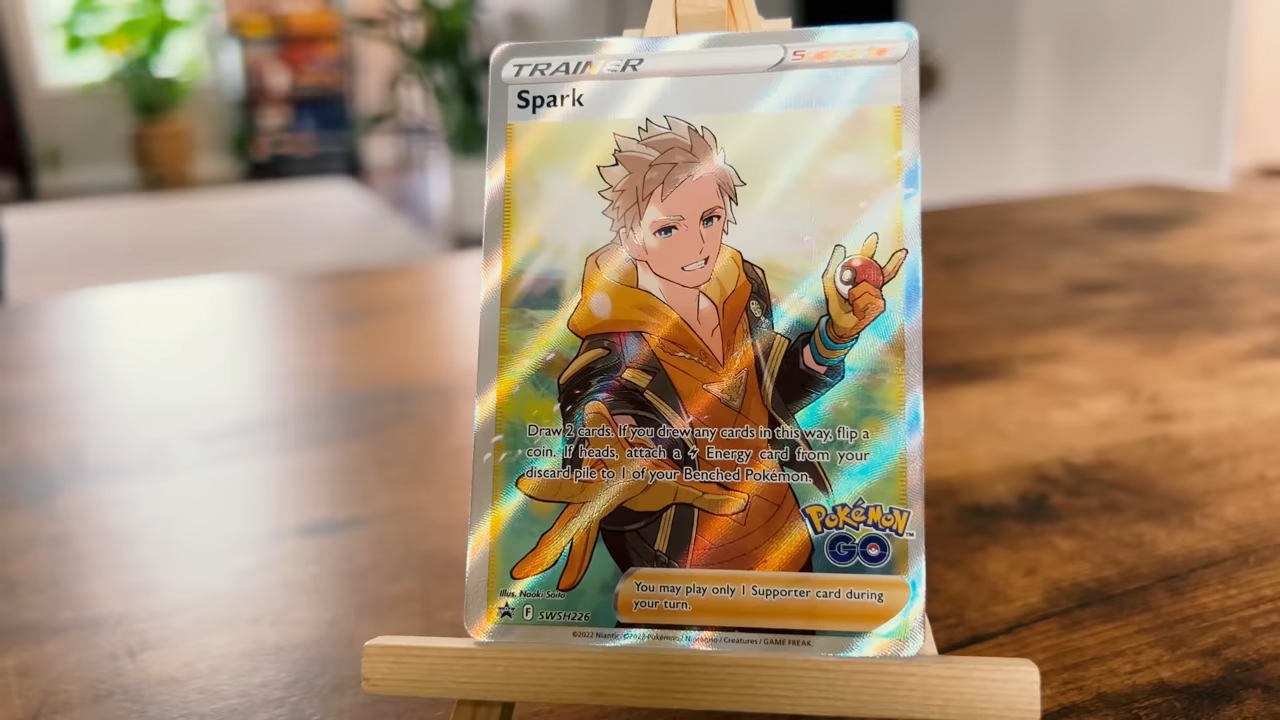 TRAINER
Supporter
Spark
Draw 2 cards. If you drew any cards in this way, flip a
coin. If heads, attach a Energy card from your
discard pile to 1 of your Benched Pokémon.
POKéMON™
GO
You may play only 1 Supporter card during
your turn.
Illus. Naoki Saito
F SWSH226
©2022 Niantic ©2022 Pokémon / Nintendo / Creatures / GAME FREAK